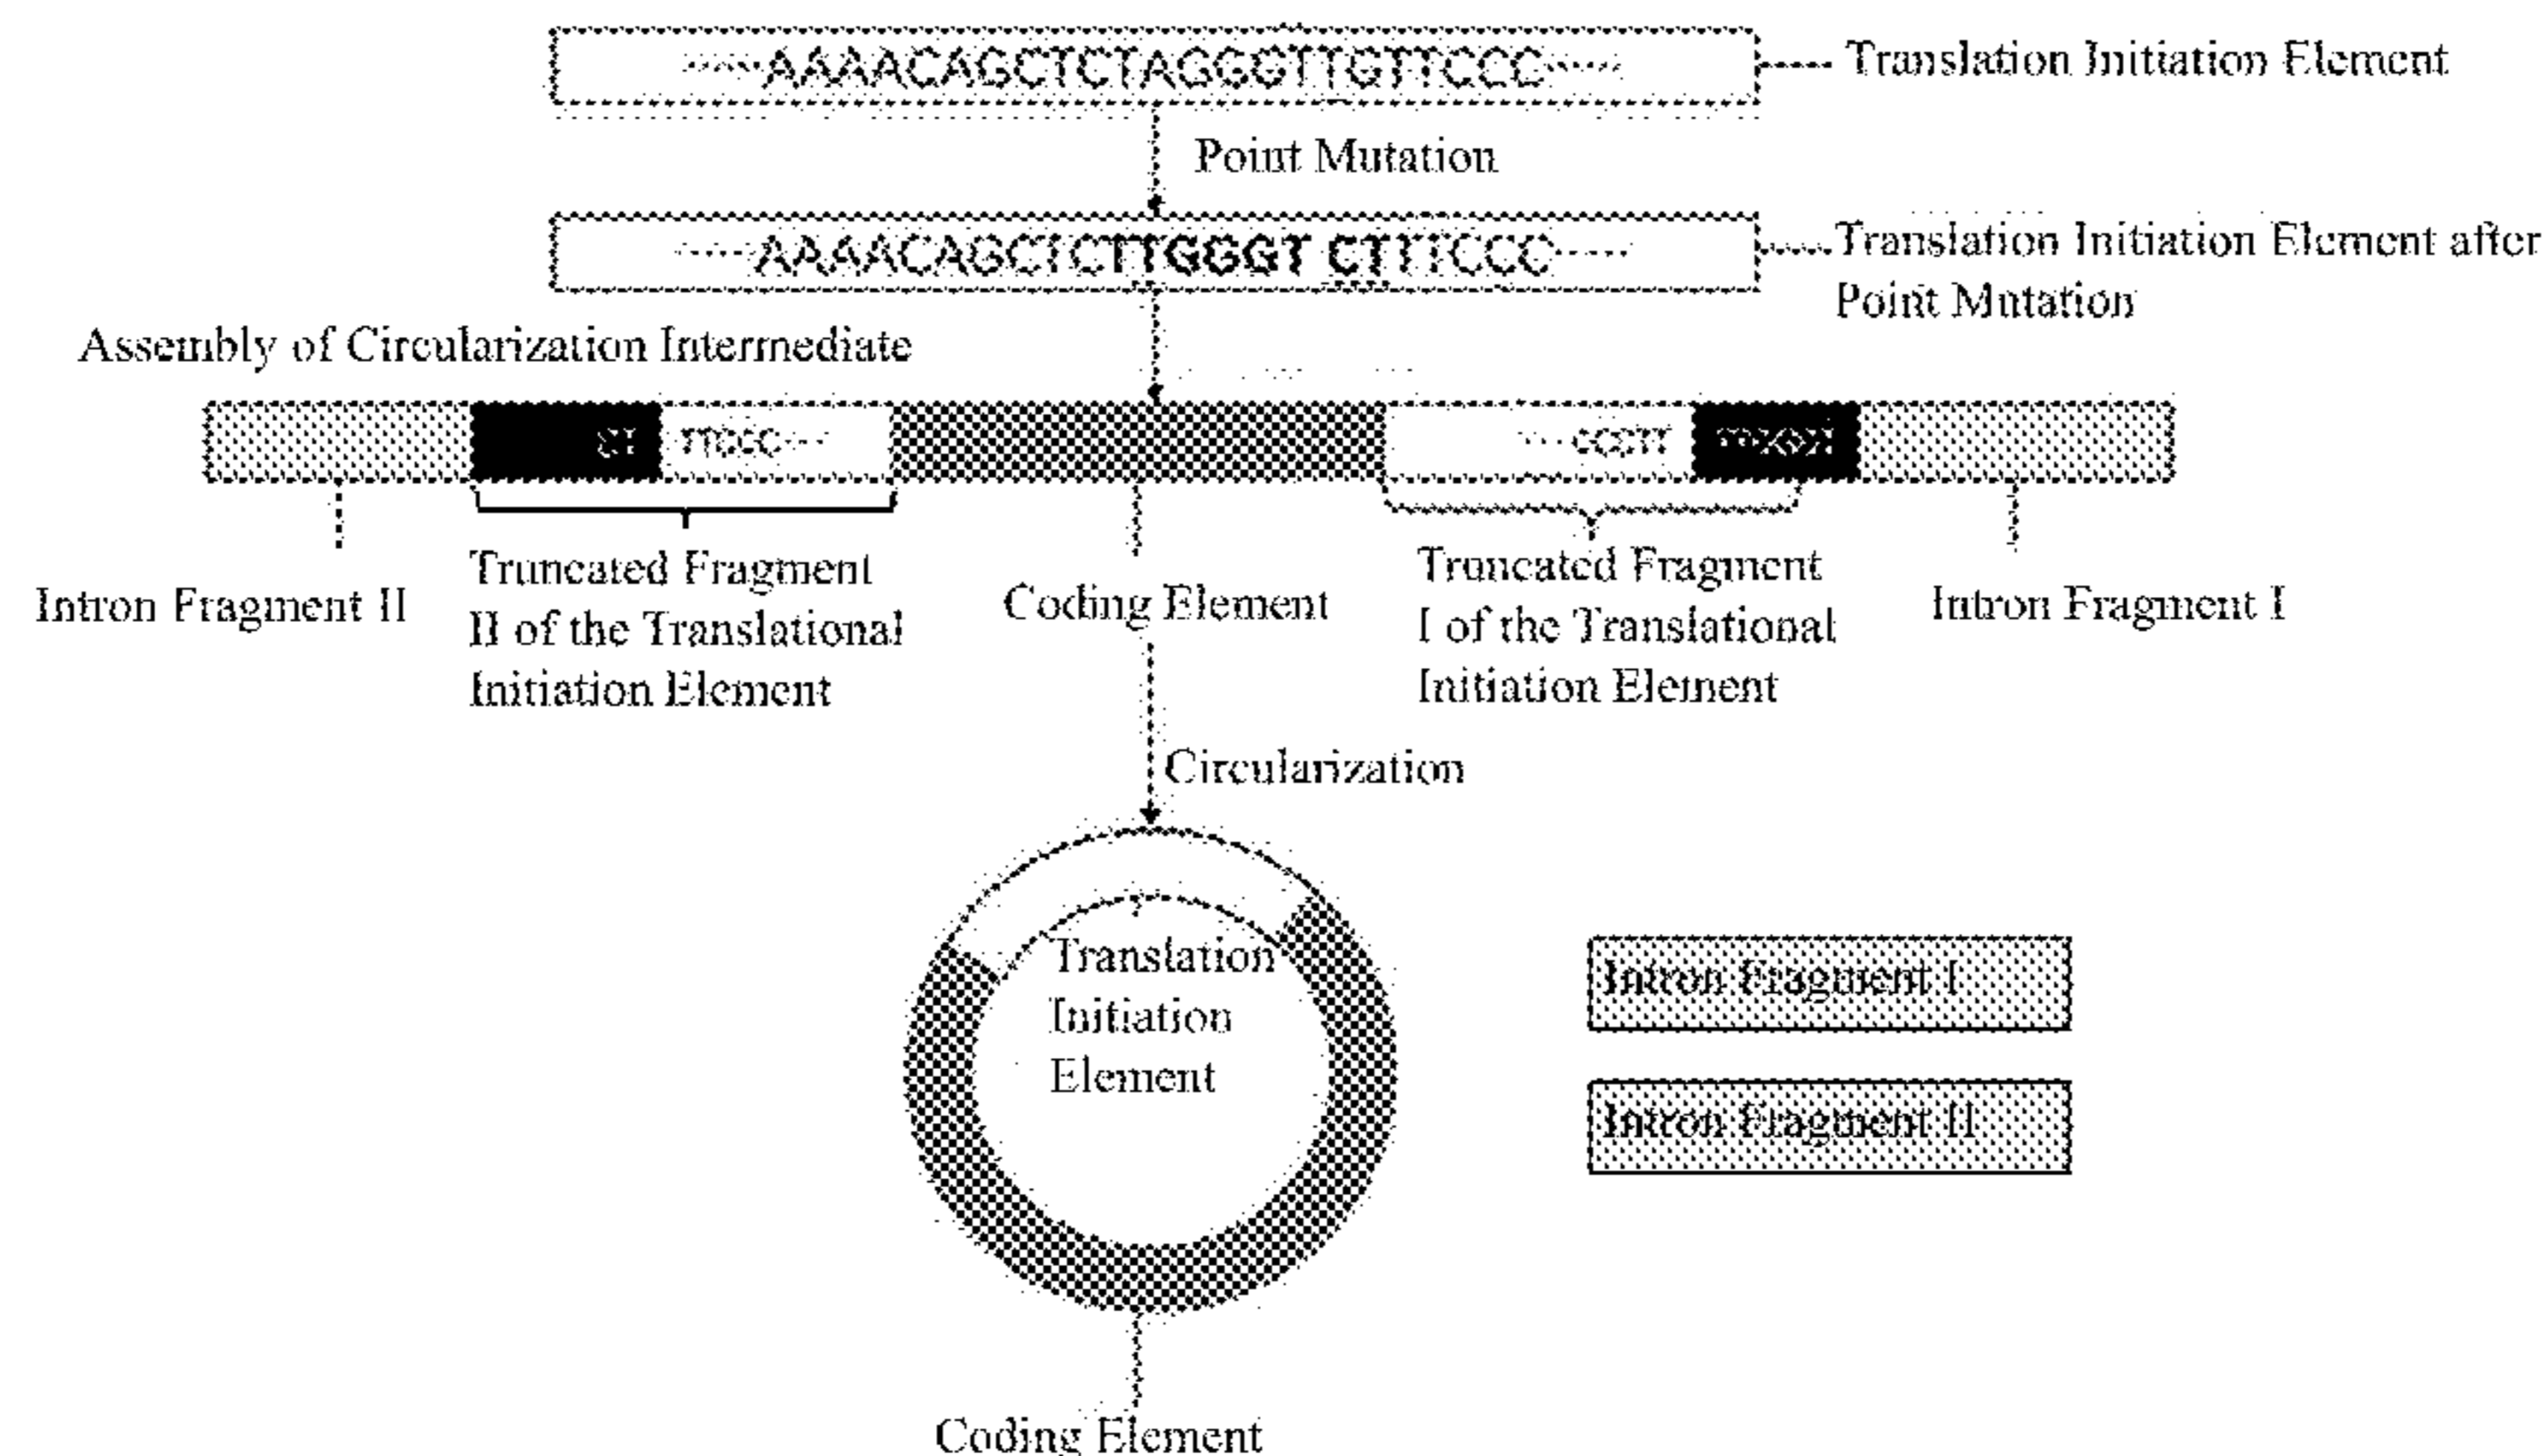 AAAACAGCTCTAGGGTTGTTCCC
Translation Initiation Element
Point Mutation
AAAACAGCTCTTGGGT CTTTCCC
Translation Initiation Element after
Point Mutation
Assembly of Circularization Intermediate
Intron Fragment II
Truncated Fragment
II of the Translational
Initiation Element
Coding Element
Truncated Fragment
I of the Translational
Initiation Element
Intron Fragment I
Circularization
Translation
Initiation
Element
Intron Fragment I
Intron Fragment II
Coding Element